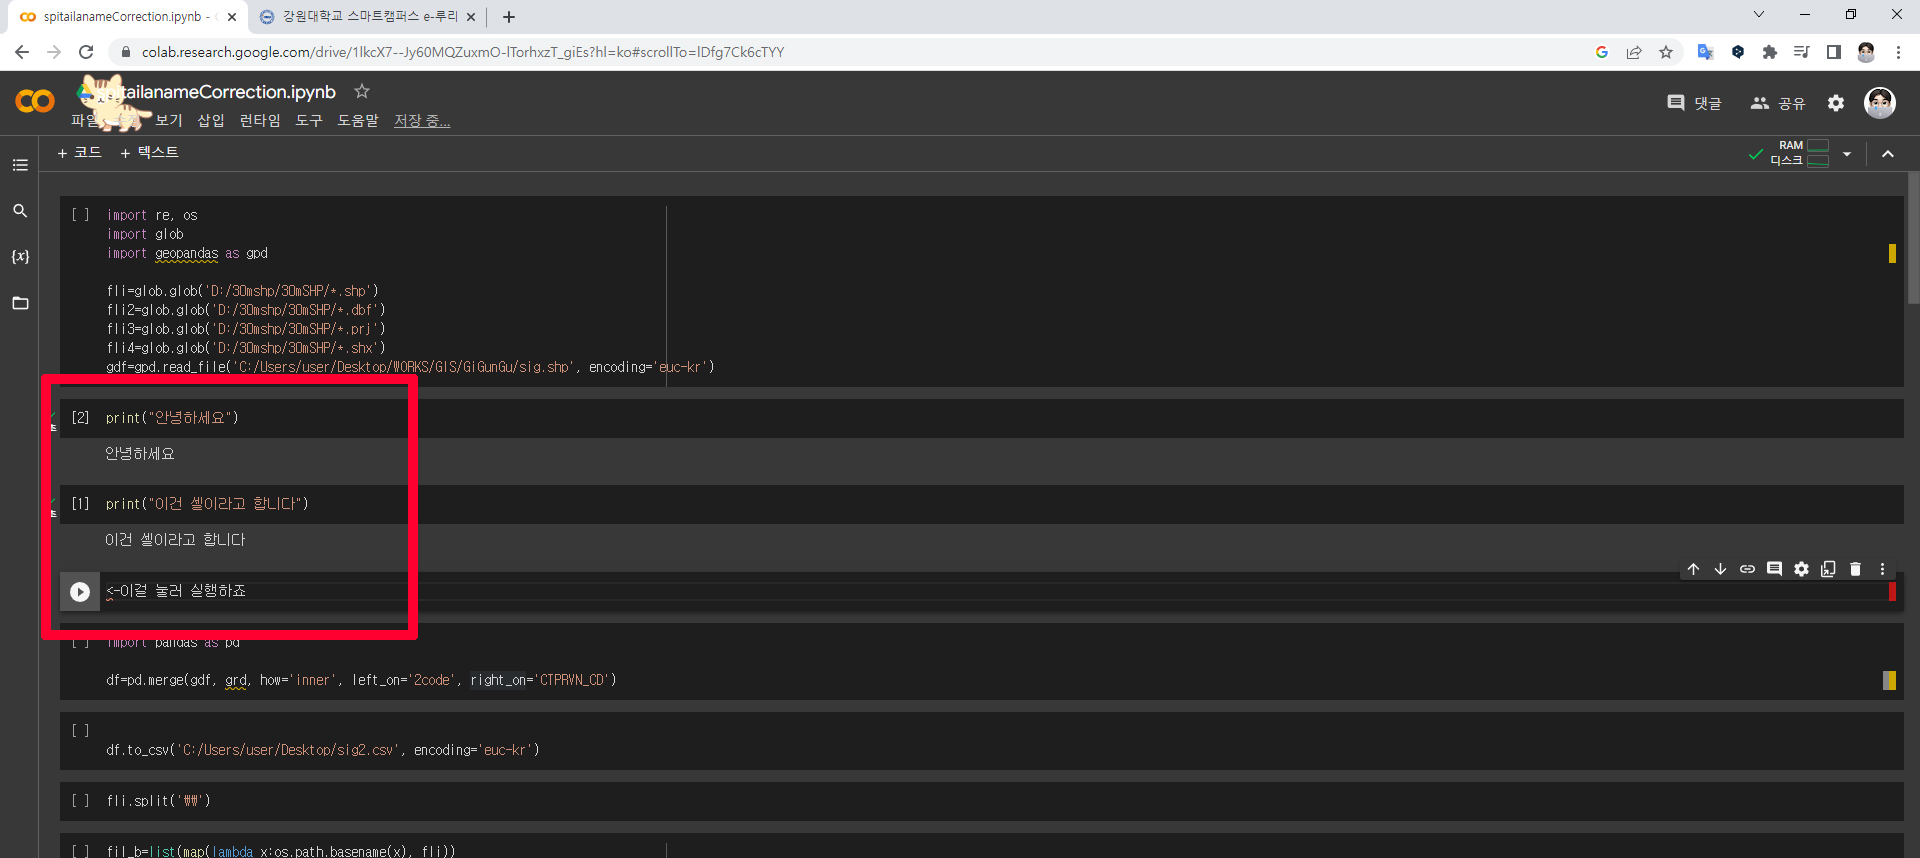 spitailanameCorrection.ipynb -
강원대학교 스마트캠퍼스 e-루리
colab.research.google.com/drive/1lkcX7--Jy60MQZuxmO-lTorhxzT_giEs?hl=ko#scrollTo=lDfg7Ck6cTYY
spitailanameCorrection.ipynb
파일 보기 삽입 런타임 도구 도움말 저장 중...
댓글 공유
+ 코드 + 텍스트
RAM
디스크
[ ] import re, os
import glob
import geopandas as gpd
fli=glob.glob('D:/30mshp/30mSHP/*.shp')
fli2=glob.glob('D:/30mshp/30mSHP/*.dbf')
fli3=glob.glob('D:/30mshp/30mSHP/*.prj')
fli4=glob.glob('D:/30mshp/30mSHP/*.shx')
gdf=gpd.read_file('C:/Users/user/Desktop/WORKS/GIS/GiGunGu/sig.shp', encoding='euc-kr')
[2] print("안녕하세요")
안녕하세요
[1] print("이건 셀이라고 합니다")
이건 셀이라고 합니다
<-이걸 눌러 실행하죠
[ ] import pandas as pd
df=pd.merge(gdf, grd, how='inner', left_on='2code', right_on='CTPRVN_CD')
[ ]
df.to_csv('C:/Users/user/Desktop/sig2.csv', encoding='euc-kr')
[ ] fli.split('₩₩')
[ ] fil_b=list(map(lambda x:os.path.basename(x), fli))